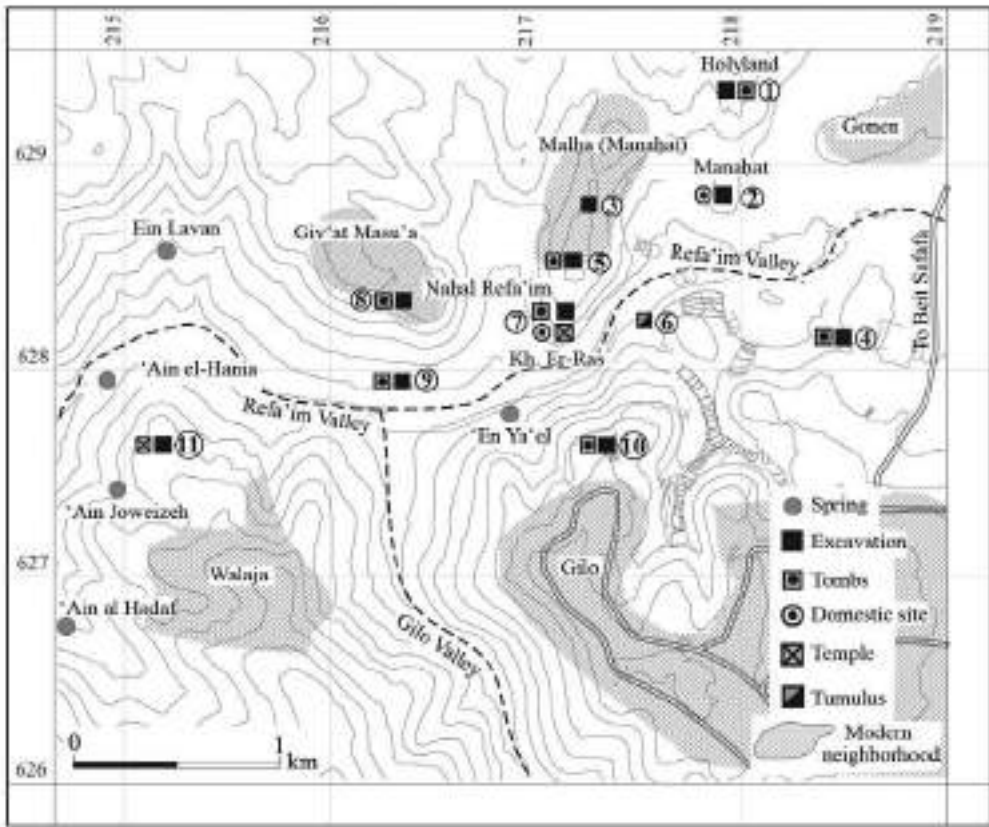 215
216
217
218
219
629
628
627
626
Holyland
①
Gonen
Malha (Manahat)
Manahat
②
③
Ein Lavan
Giv‘at Masu’a
⑤
Refa’im Valley
To Beit Safafa
Nahal Refa’im
⑧
⑦
⑥
④
Kh. Er-Ras
‘Ain el-Hania
⑨
Refa’im Valley
‘En Ya’el
⑩
⑪
‘Ain Joweizeh
Walaja
Gilo
‘Ain al Hadaf
Gilo Valley
Spring
Excavation
Tombs
Domestic site
Temple
Tumulus
Modern
neighborhood
0
1
km